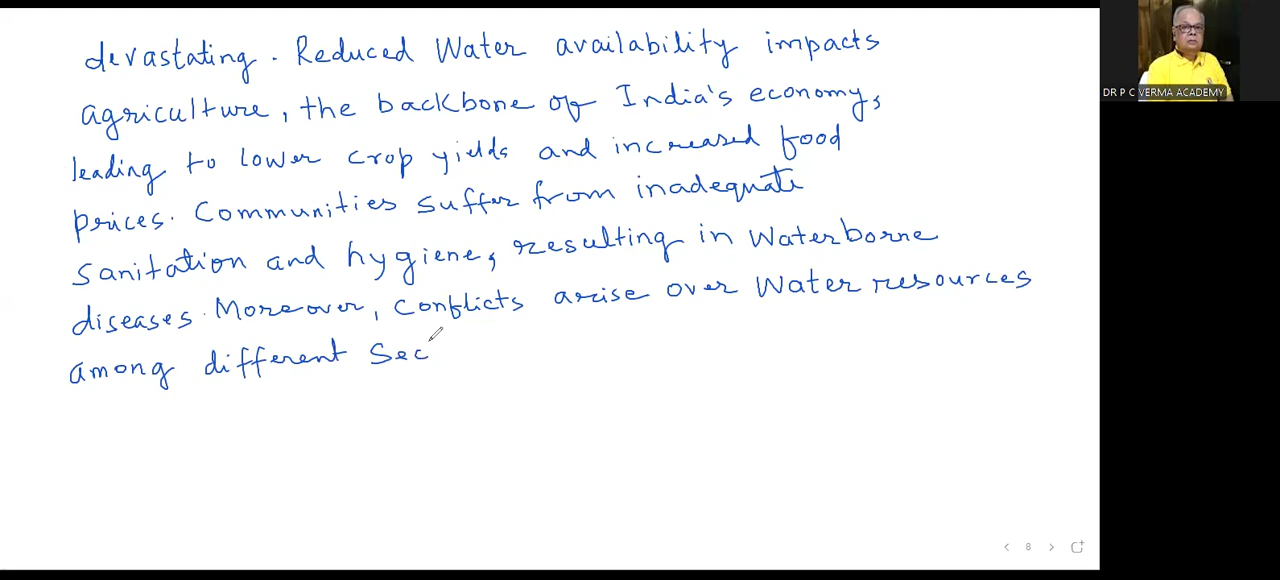 devastating. Reduced Water availability impacts
agriculture, the backbone of India's economy,
leading to lower crop yields and increased food
prices. Communities suffer from inadequate
sanitation and hygiene, resulting in Waterborne
diseases. Moreover, Conflicts arise over Water resources
among different Sec
DR P C VERMA ACADEMY
8